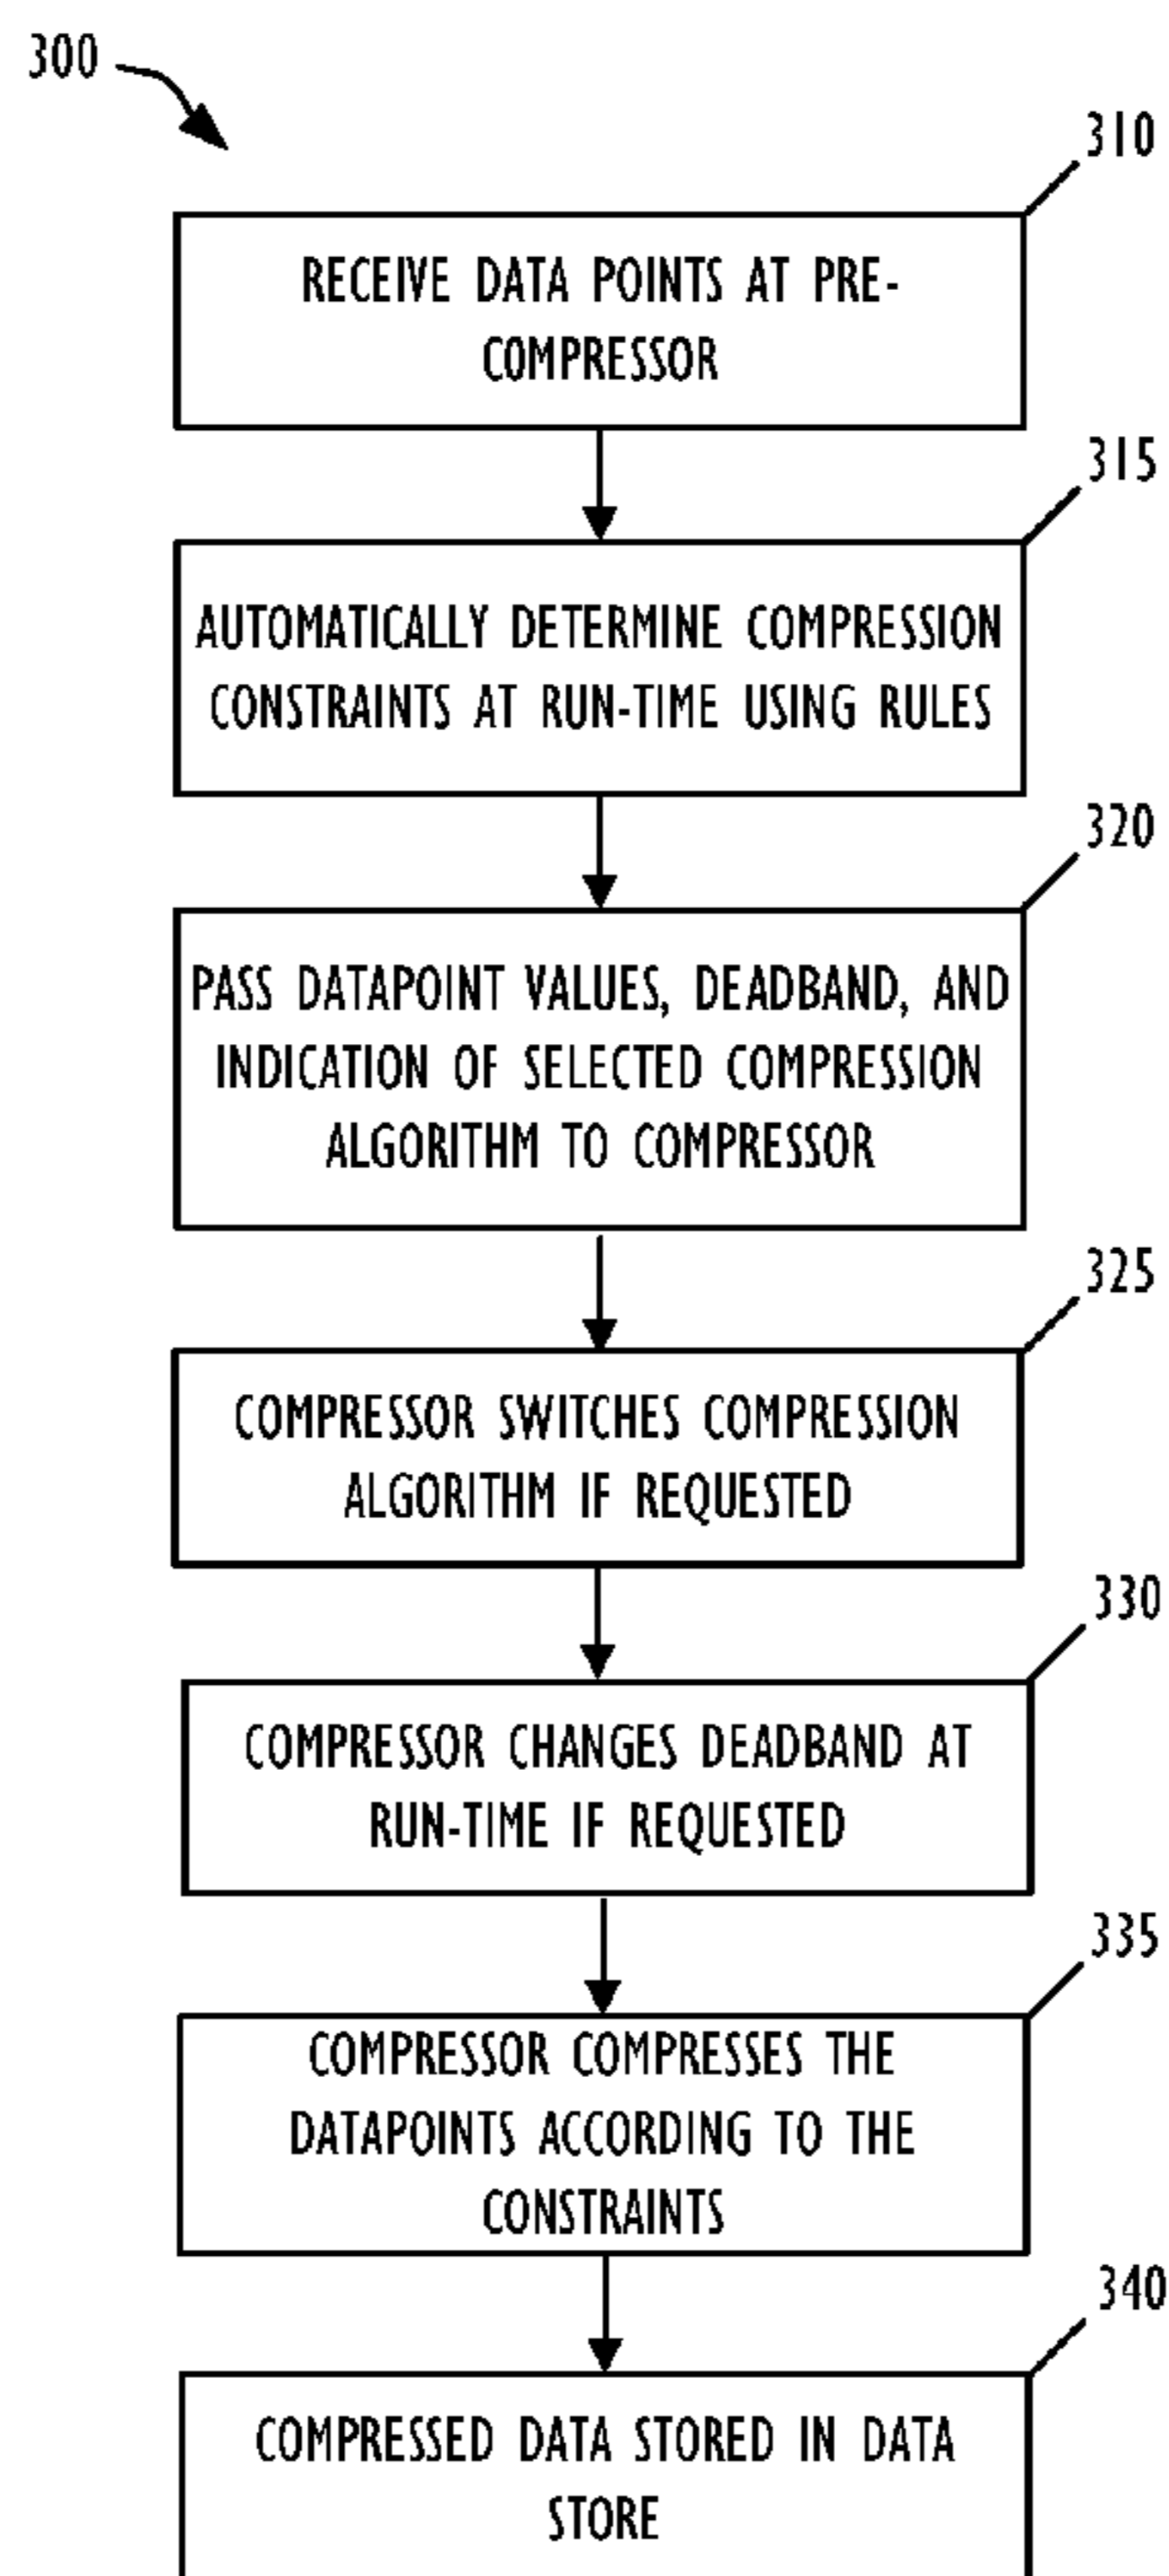 300
310
RECEIVE DATA POINTS AT PRE-
COMPRESSOR
315
AUTOMATICALLY DETERMINE COMPRESSION
CONSTRAINTS AT RUN-TIME USING RULES
320
PASS DATAPOINT VALUES, DEADBAND, AND
INDICATION OF SELECTED COMPRESSION
ALGORITHM TO COMPRESSOR
325
COMPRESSOR SWITCHES COMPRESSION
ALGORITHM IF REQUESTED
330
COMPRESSOR CHANGES DEADBAND AT
RUN-TIME IF REQUESTED
335
COMPRESSOR COMPRESSES THE
DATAPOINTS ACCORDING TO THE
CONSTRAINTS
340
COMPRESSED DATA STORED IN DATA
STORE